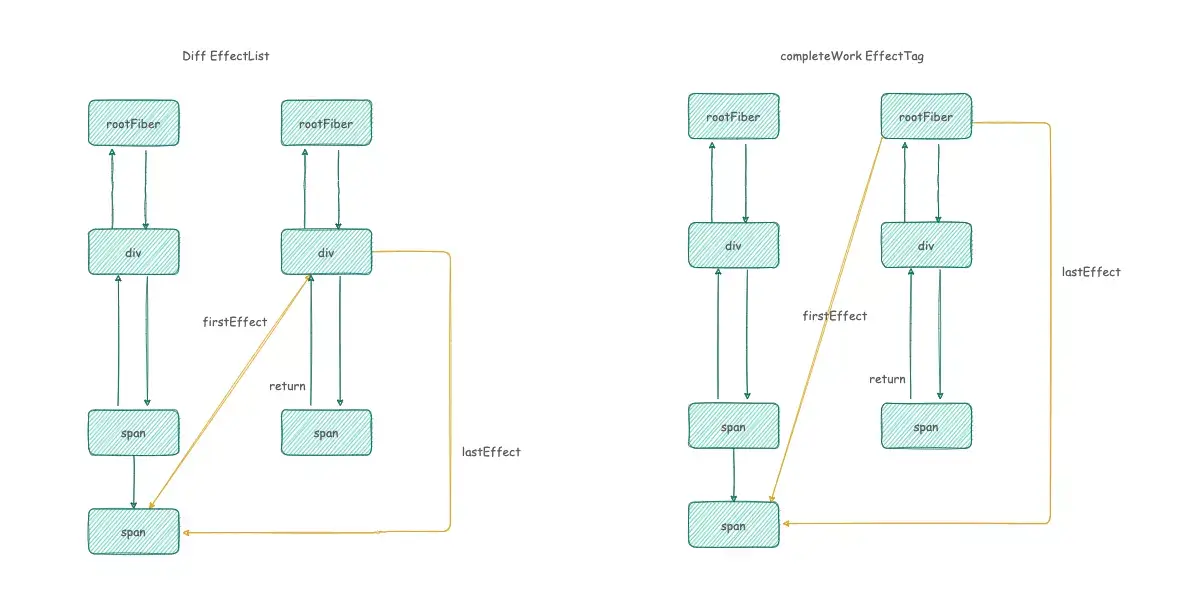 Diff EffectList
completeWork EffectTag
rootFiber
rootFiber
rootFiber
rootFiber
div
div
div
div
lastEffect
firstEffect
firstEffect
return
return
span
span
span
span
lastEffect
span
span